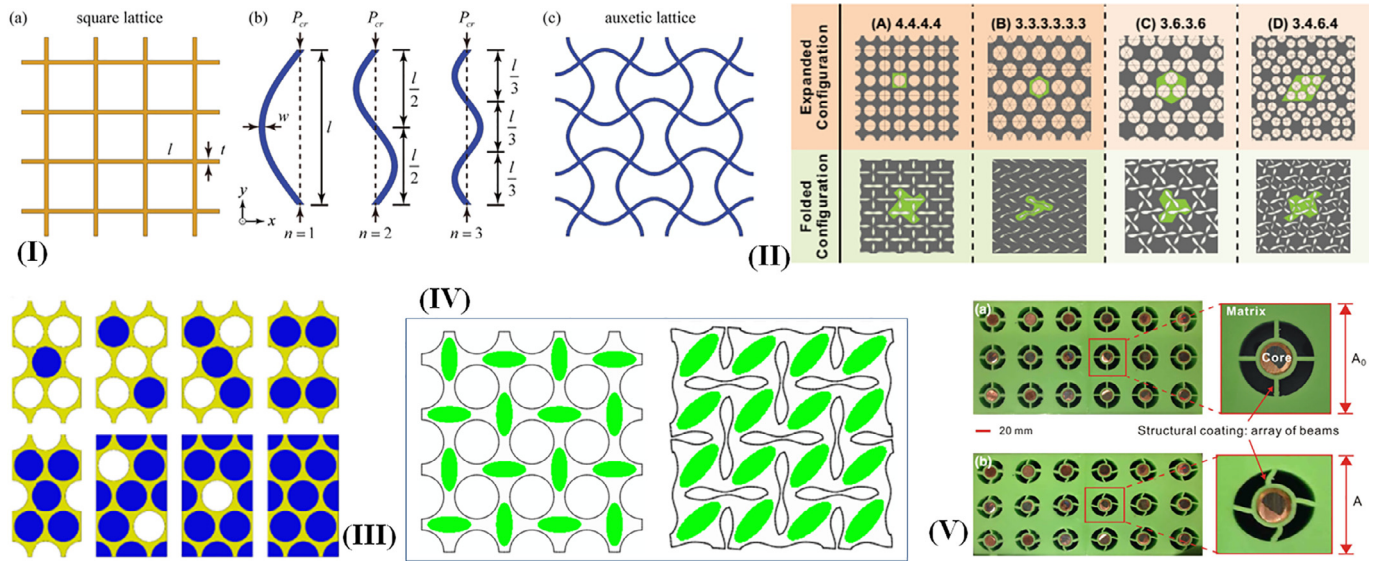 (a)
square lattice
l
t
y
x
(b)
P_cr
P_cr
P_cr
w
l
l/2
l/2
l/3
l/3
l/3
n = 1
n = 2
n = 3
(c)
auxetic lattice
(I)
(A) 4.4.4.4
(B) 3.3.3.3.3.3
(C) 3.6.3.6
(D) 3.4.6.4
Expanded
Configuration
Folded
Configuration
(II)
(III)
(IV)
(a)
Matrix
Core
A₀
20 mm
Structural coating: array of beams
(b)
A
(V)